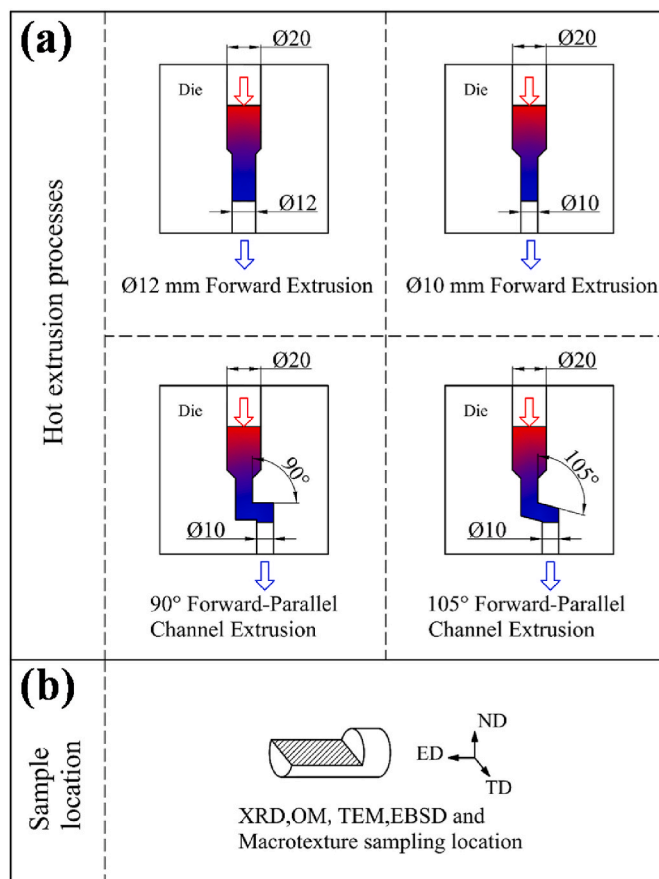 (a)
Hot extrusion processes
Ø20
Die
Ø12
Ø12 mm Forward Extrusion
Ø20
Die
Ø10
Ø10 mm Forward Extrusion
Ø20
Die
90°
Ø10
90° Forward-Parallel
Channel Extrusion
Ø20
Die
105°
Ø10
105° Forward-Parallel
Channel Extrusion
(b)
Sample
location
ND
ED
TD
XRD,OM, TEM,EBSD and
Macrotexture sampling location